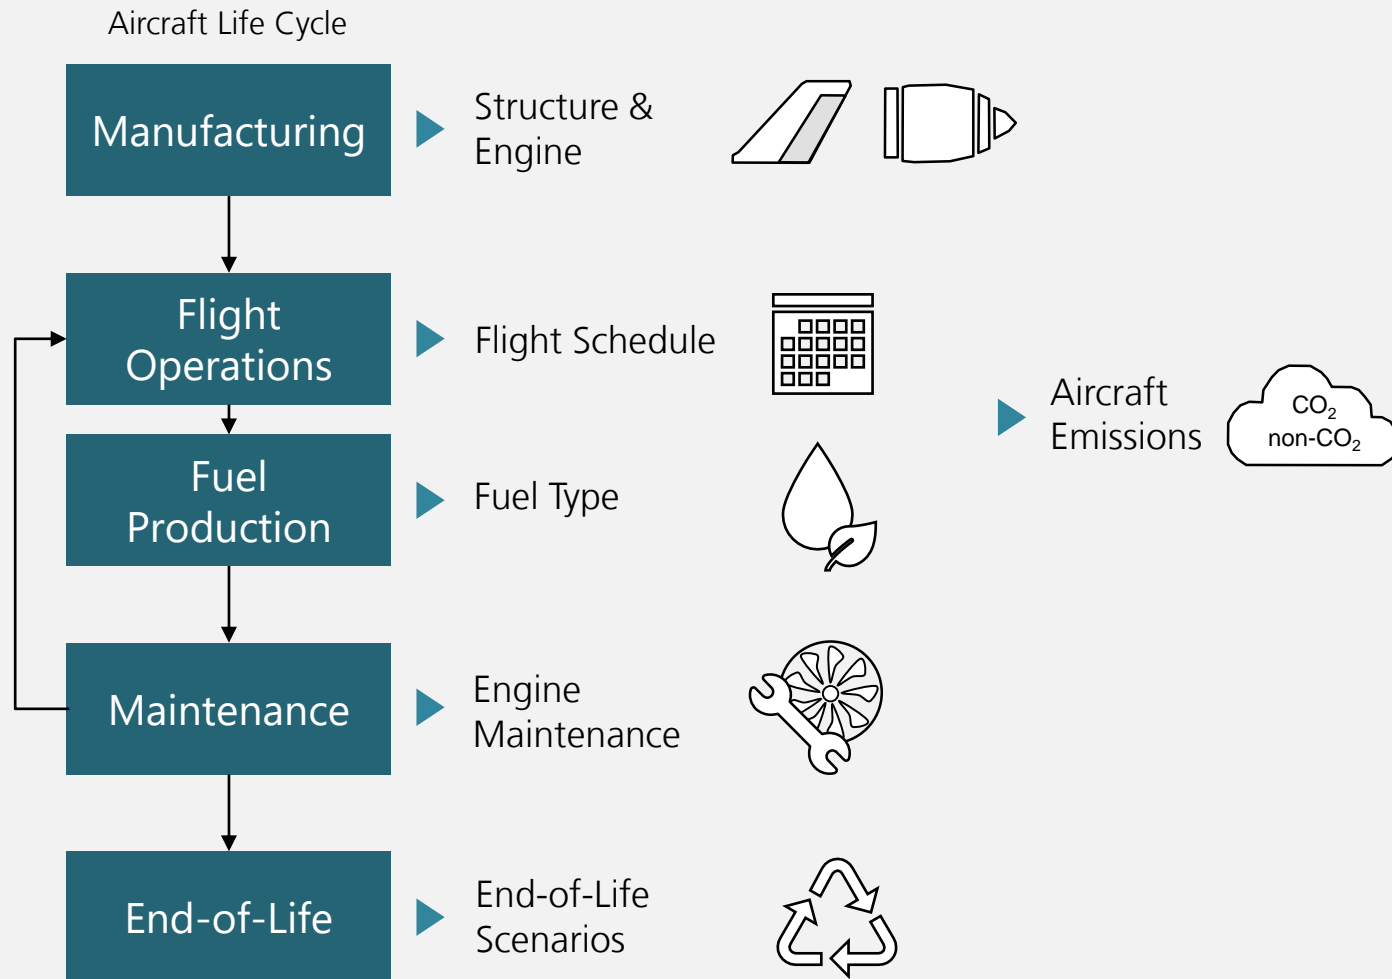 Aircraft Life Cycle
Manufacturing
Structure &
Engine
Flight
Operations
Flight Schedule
Fuel
Production
Fuel Type
Aircraft
Emissions
CO₂
non-CO₂
Maintenance
Engine
Maintenance
End-of-Life
End-of-Life
Scenarios